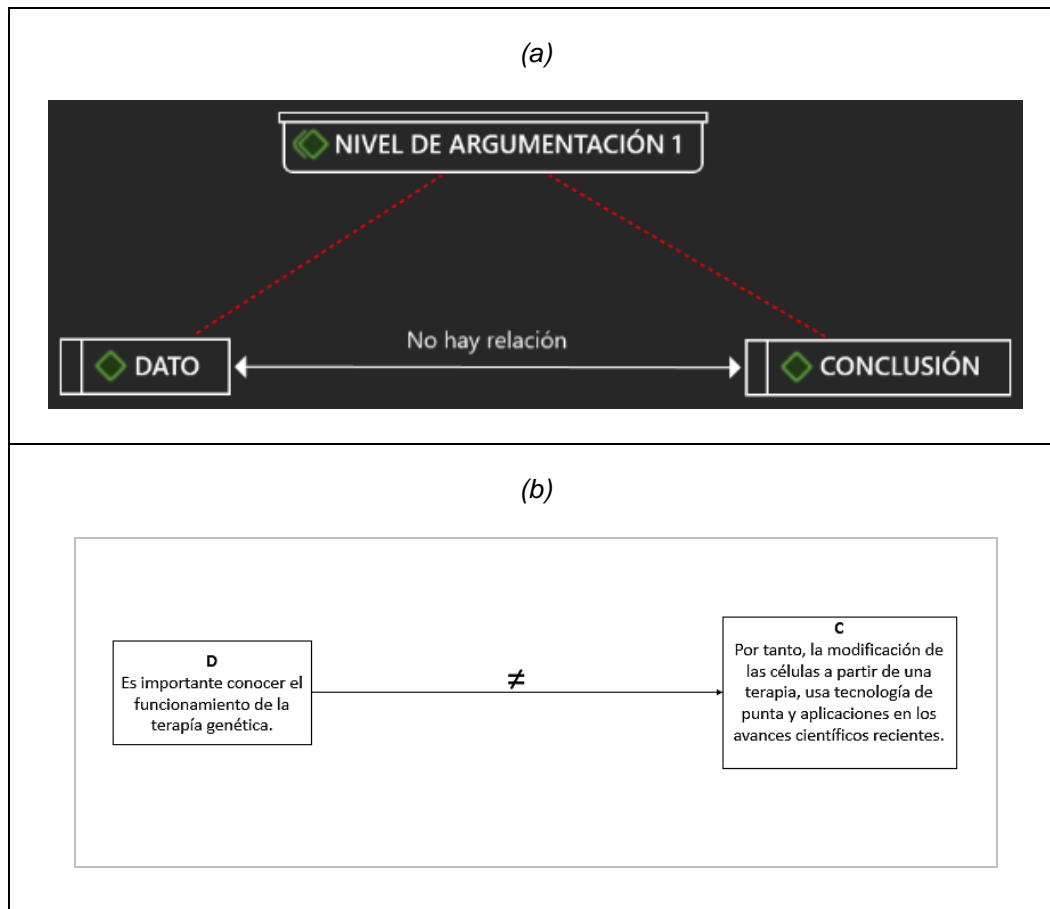 (a)
NIVEL DE ARGUMENTACIÓN 1
No hay relación
DATO
CONCLUSIÓN
(b)
D
Es importante conocer el
funcionamiento de la
terapía genética.
≠
C
Por tanto, la modificación de
las células a partir de una
terapia, usa tecnología de
punta y aplicaciones en los
avances científicos recientes.